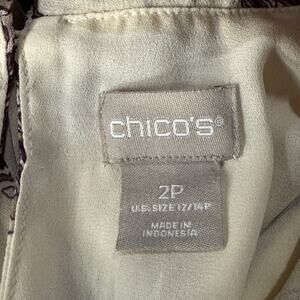 chico's®
2P
U.S. SIZE 12/14P
MADE IN
INDONESIA